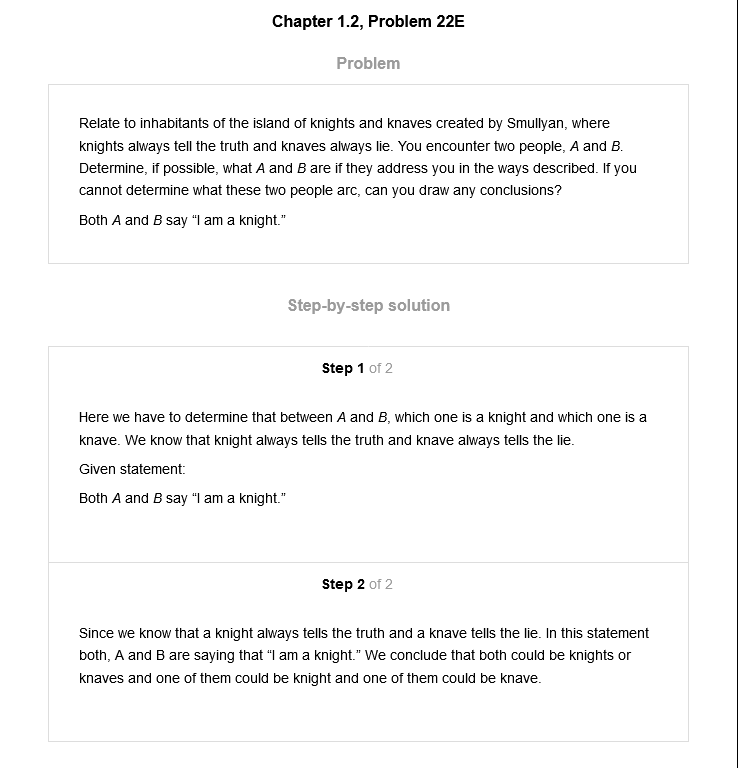 Chapter 1.2, Problem 22E
Problem
Relate to inhabitants of the island of knights and knaves created by Smullyan, where
knights always tell the truth and knaves always lie. You encounter two people, A and B.
Determine, if possible, what A and B are if they address you in the ways described. If you
cannot determine what these two people arc, can you draw any conclusions?
Both A and B say “I am a knight.”
Step-by-step solution
Step 1 of 2
Here we have to determine that between A and B, which one is a knight and which one is a
knave. We know that knight always tells the truth and knave always tells the lie.
Given statement:
Both A and B say “I am a knight.”
Step 2 of 2
Since we know that a knight always tells the truth and a knave tells the lie. In this statement
both, A and B are saying that “I am a knight.” We conclude that both could be knights or
knaves and one of them could be knight and one of them could be knave.